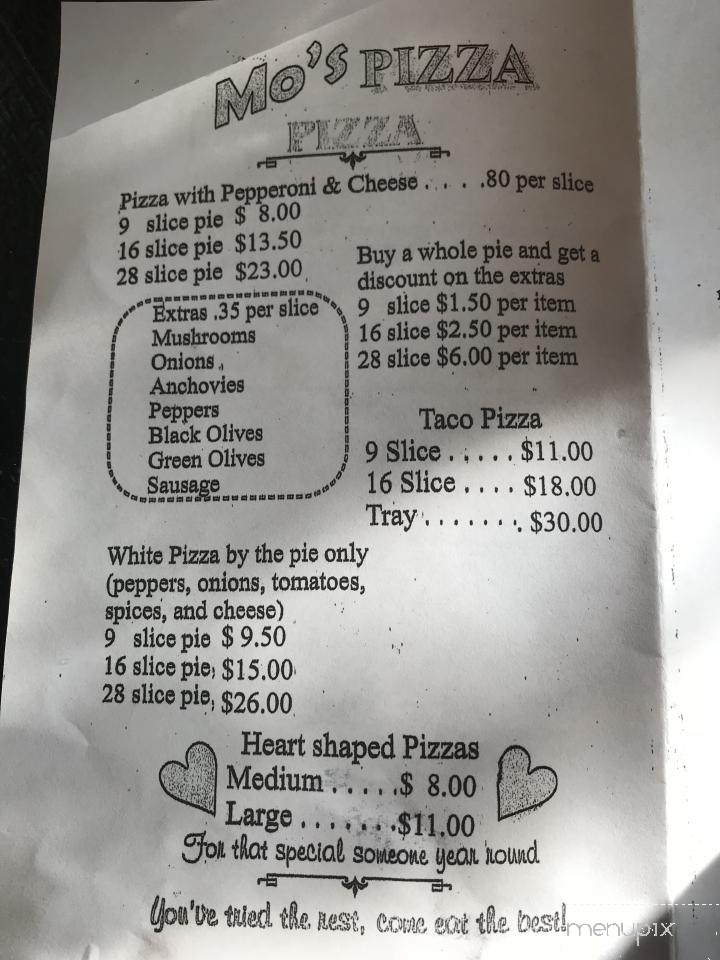 Mo's PIZZA
PIZZA
Pizza with Pepperoni & Cheese . . . . .80 per slice
9 slice pie $ 8.00
16 slice pie $13.50
28 slice pie $23.00
Buy a whole pie and get a
discount on the extras
9 slice $1.50 per item
16 slice $2.50 per item
28 slice $6.00 per item
Extras .35 per slice
Mushrooms
Onions
Anchovies
Peppers
Black Olives
Green Olives
Sausage
Taco Pizza
9 Slice . . . . . $11.00
16 Slice . . . . $18.00
Tray . . . . . . . $30.00
White Pizza by the pie only
(peppers, onions, tomatoes,
spices, and cheese)
9 slice pie $ 9.50
16 slice pie $15.00
28 slice pie $26.00
Heart shaped Pizzas
Medium . . . . .$ 8.00
Large . . . . . . .$11.00
For that special someone year round
You've tried the rest, come eat the best!
menupix